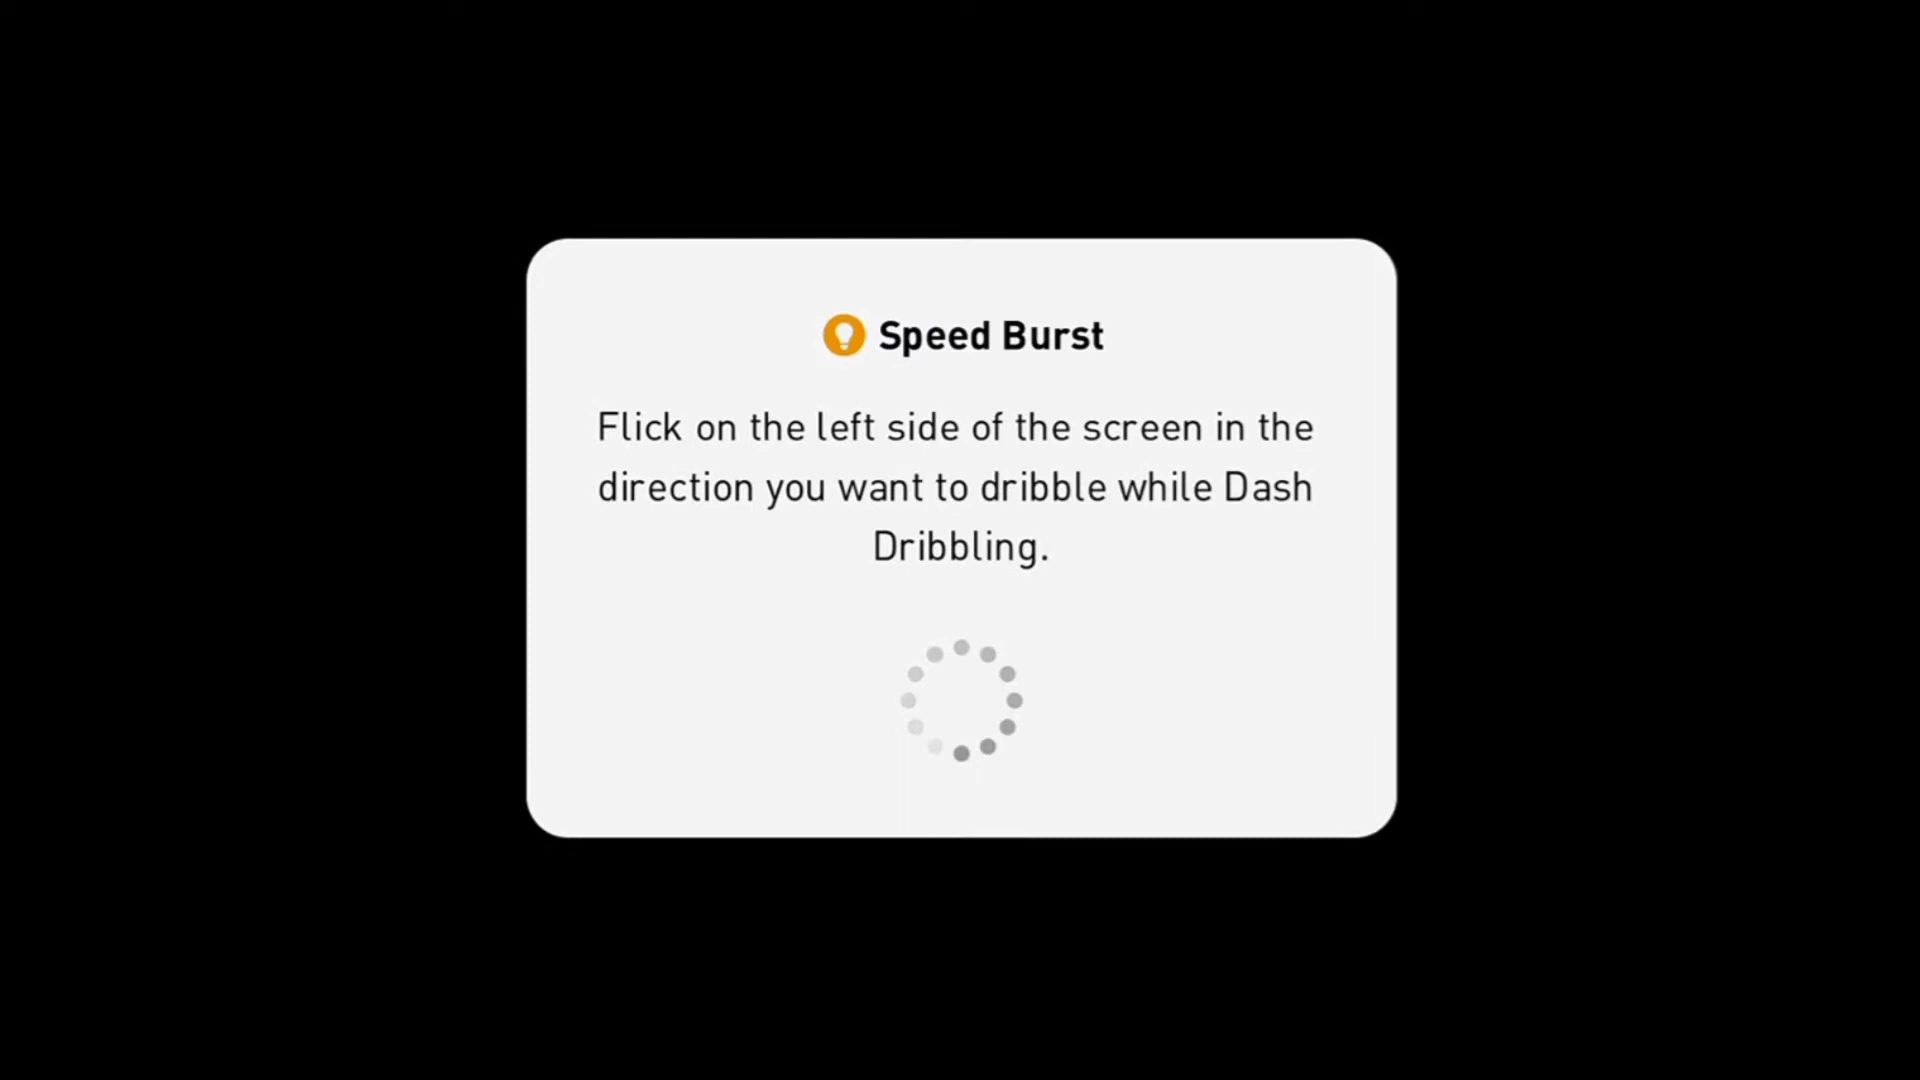 Speed Burst
Flick on the left side of the screen in the
direction you want to dribble while Dash
Dribbling.